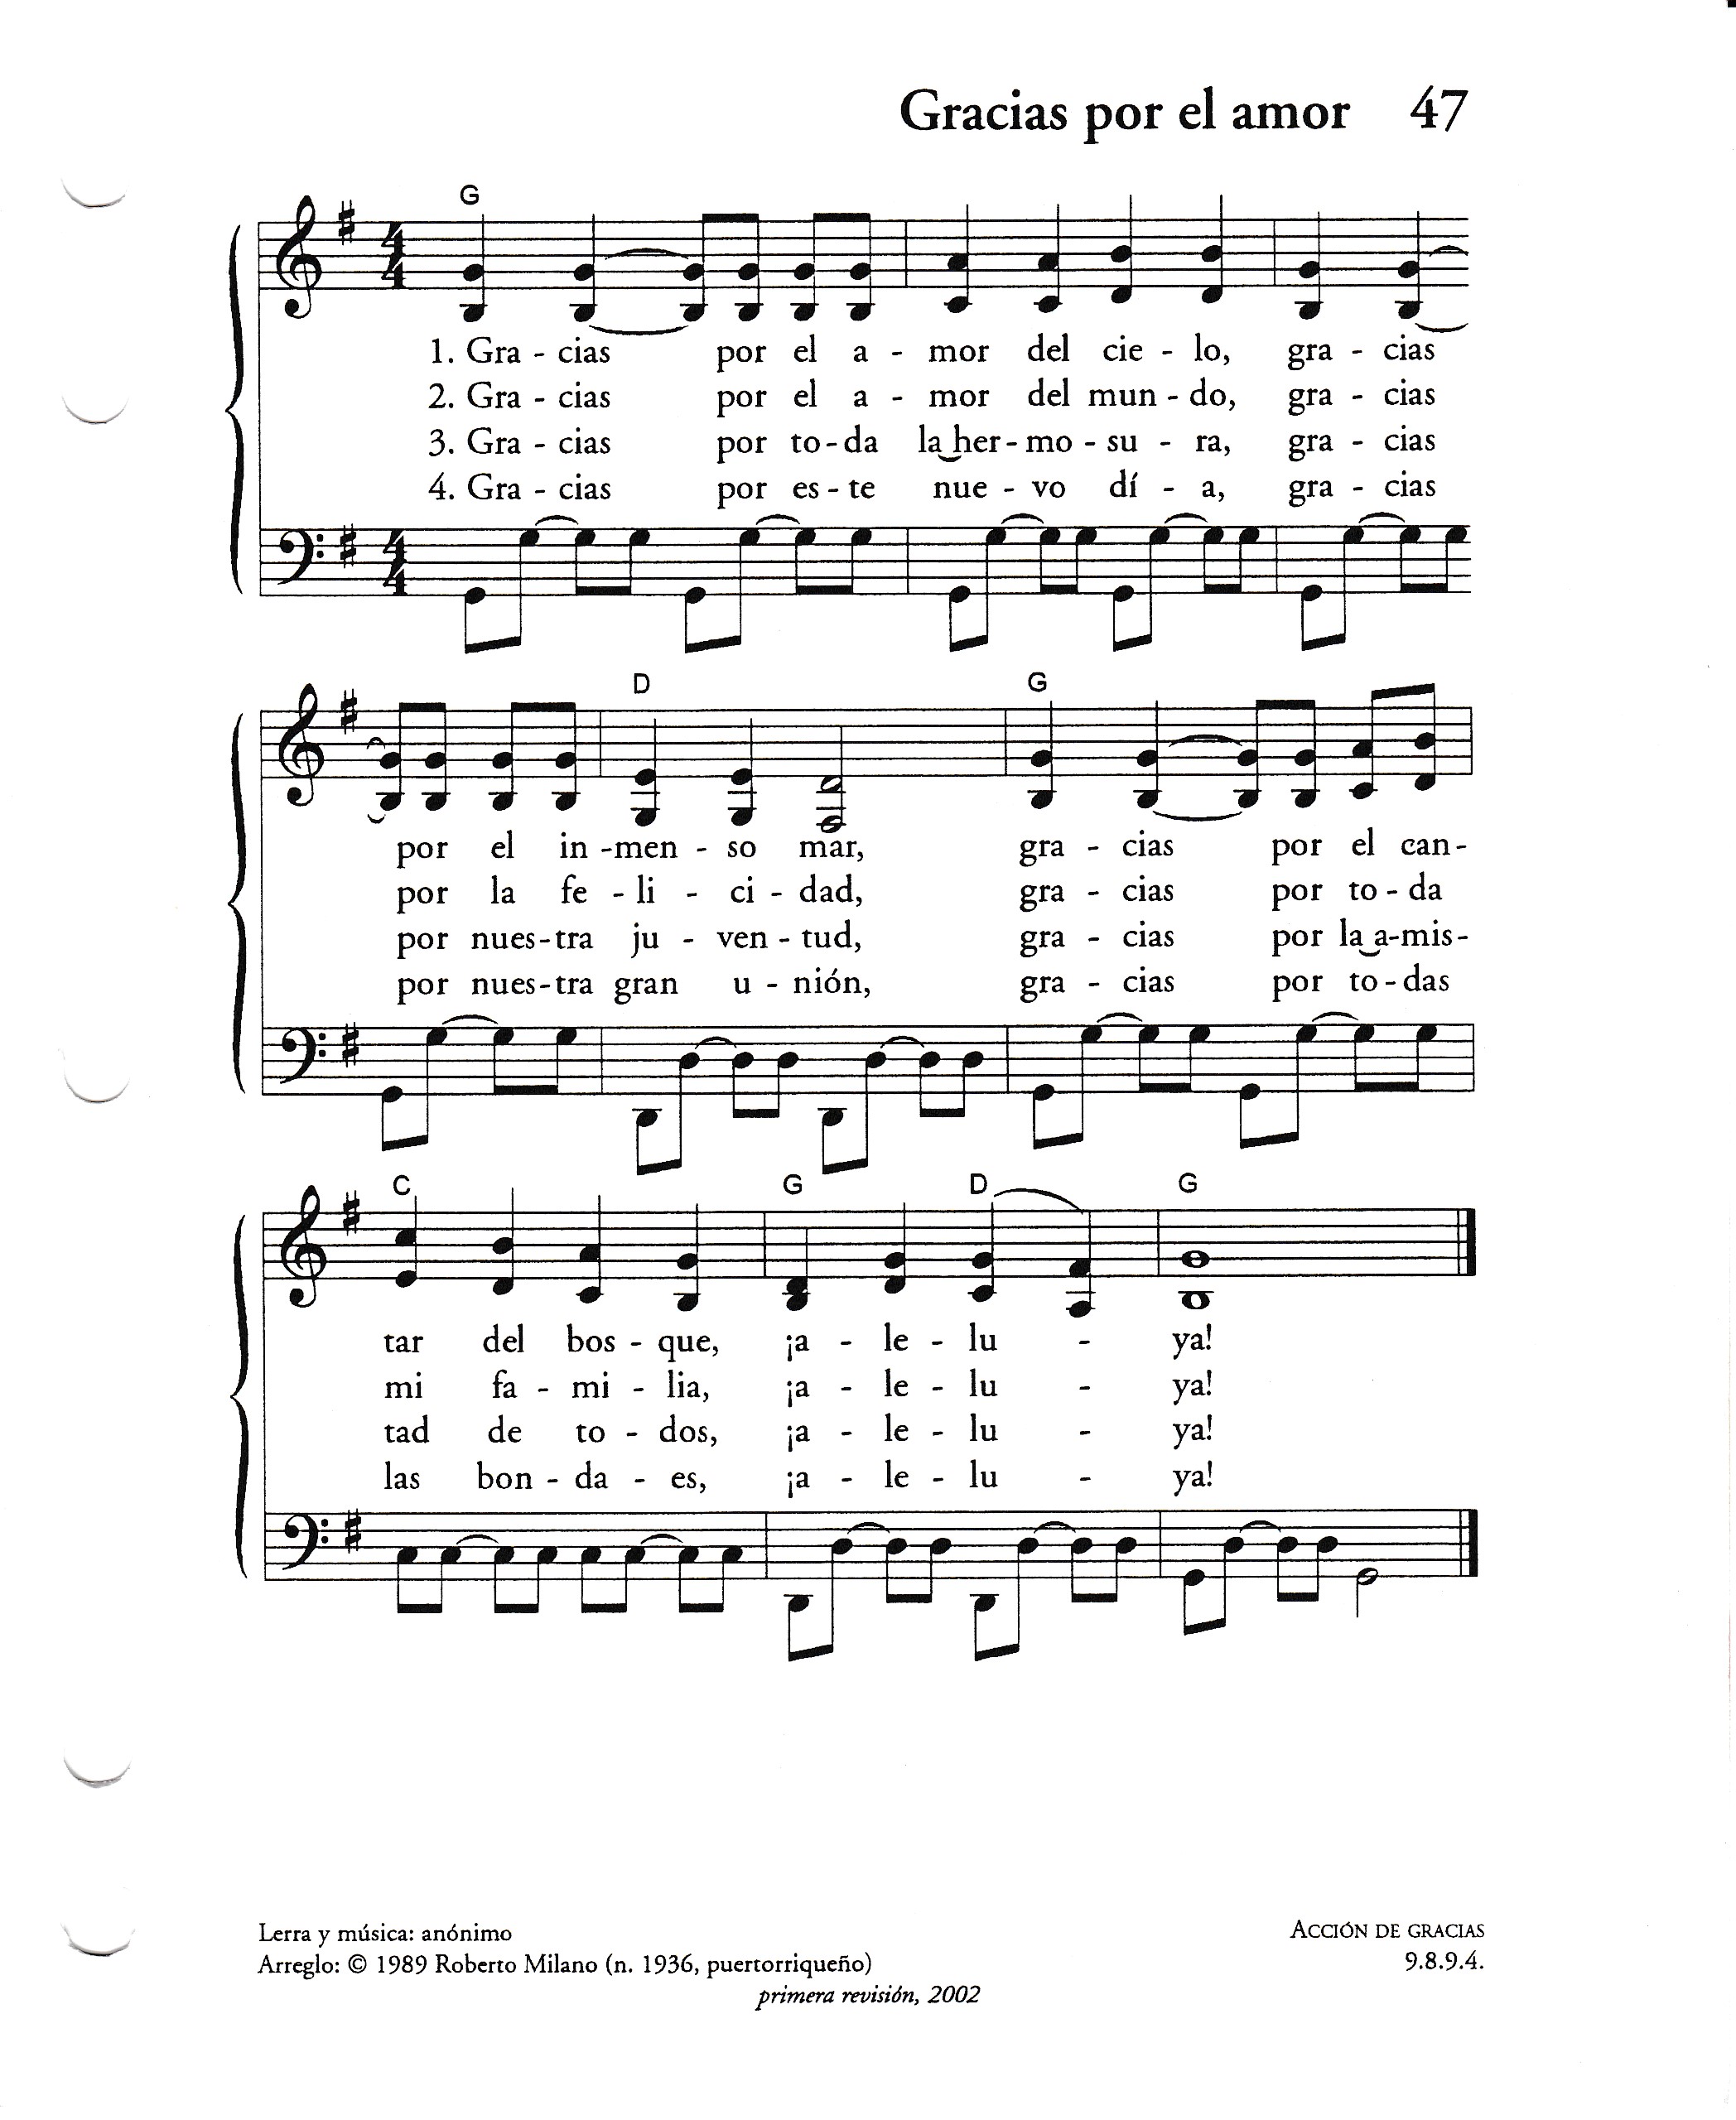 Gracias por el amor 47
G
4/4
1. Gra - cias por el a - mor del cie - lo, gra - cias
2. Gra - cias por el a - mor del mun - do, gra - cias
3. Gra - cias por to - da la her - mo - su - ra, gra - cias
4. Gra - cias por es - te nue - vo dí - a, gra - cias
4/4
D G
por el in - men - so mar, gra - cias por el can-
por la fe - li - ci - dad, gra - cias por to - da
por nues - tra ju - ven - tud, gra - cias por la a-mis-
por nues - tra gran u - nión, gra - cias por to - das
C G D G
tar del bos - que, ¡a - le - lu - ya!
mi fa - mi - lia, ¡a - le - lu - ya!
tad de to - dos, ¡a - le - lu - ya!
las bon - da - es, ¡a - le - lu - ya!
Lerra y música: anónimo ACCIÓN DE GRACIAS
Arreglo: © 1989 Roberto Milano (n. 1936, puertorriqueño) 9.8.9.4.
primera revisión, 2002